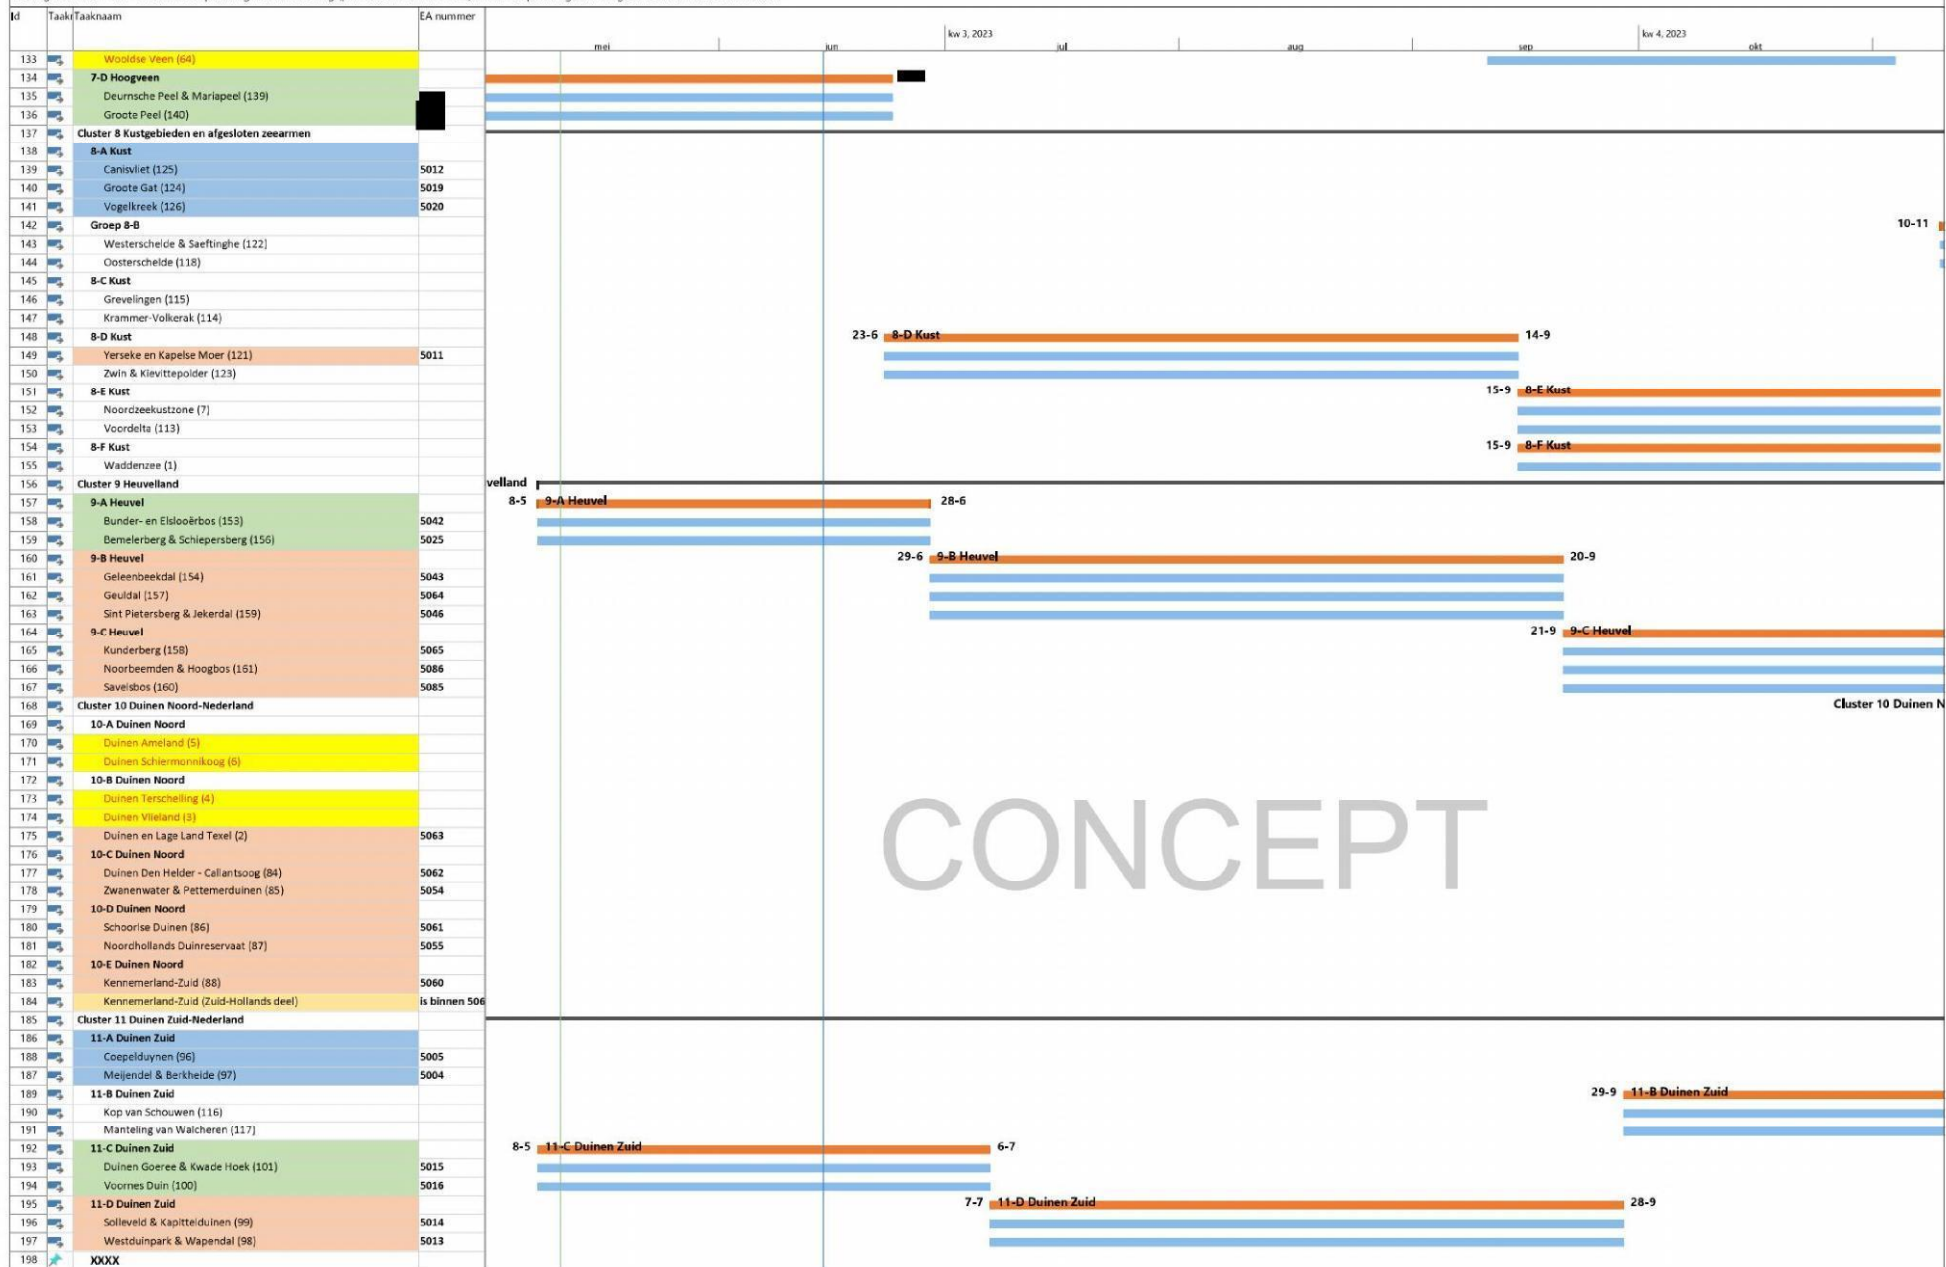 Id Taakr Taaknaam EA nummer
kw 3, 2023 kw 4, 2023
mei jun jul aug sep okt
133 Wooldse Veen (64)
134 7-D Hoogveen
135 Deurnsche Peel & Mariapeel (139)
136 Groote Peel (140)
137 Cluster 8 Kustgebieden en afgesloten zeearmen
138 8-A Kust
139 Canisvliet (125) 5012
140 Groote Gat (124) 5019
141 Vogelkreek (126) 5020
142 Groep 8-B 10-11
143 Westerschelde & Saeftinghe (122)
144 Oosterschelde (118)
145 8-C Kust
146 Grevelingen (115)
147 Krammer-Volkerak (114)
148 8-D Kust 23-6 8-D Kust 14-9
149 Yerseke en Kapelse Moer (121) 5011
150 Zwin & Kievittepolder (123)
151 8-E Kust 15-9 8-E Kust
152 Noordzeekustzone (7)
153 Voordelta (113)
154 8-F Kust 15-9 8-F Kust
155 Waddenzee (1)
156 Cluster 9 Heuvelland velland
157 9-A Heuvel 8-5 9-A Heuvel 28-6
158 Bunder- en Elslooërbos (153) 5042
159 Bemelerberg & Schiepersberg (156) 5025
160 9-B Heuvel 29-6 9-B Heuvel 20-9
161 Geleenbeekdal (154) 5043
162 Geuldal (157) 5064
163 Sint Pietersberg & Jekerdal (159) 5046
164 9-C Heuvel 21-9 9-C Heuvel
165 Kunderberg (158) 5065
166 Noorbeemden & Hoogbos (161) 5086
167 Savelsbos (160) 5085
168 Cluster 10 Duinen Noord-Nederland Cluster 10 Duinen N
169 10-A Duinen Noord
170 Duinen Ameland (5)
171 Duinen Schiermonnikoog (6)
172 10-B Duinen Noord
173 Duinen Terschelling (4)
174 Duinen Vlieland (3)
175 Duinen en Lage Land Texel (2) 5063
176 10-C Duinen Noord
177 Duinen Den Helder - Callantsoog (84) 5062
178 Zwanenwater & Pettemerduinen (85) 5054
CONCEPT
179 10-D Duinen Noord
180 Schoorlse Duinen (86) 5061
181 Noordhollands Duinreservaat (87) 5055
182 10-E Duinen Noord
183 Kennemerland-Zuid (88) 5060
184 Kennemerland-Zuid (Zuid-Hollands deel) is binnen 506
185 Cluster 11 Duinen Zuid-Nederland
186 11-A Duinen Zuid
188 Coepelduynen (96) 5005
187 Meijendel & Berkheide (97) 5004
189 11-B Duinen Zuid 29-9 11-B Duinen Zuid
190 Kop van Schouwen (116)
191 Manteling van Walcheren (117)
192 11-C Duinen Zuid 8-5 11-C Duinen Zuid 6-7
193 Duinen Goeree & Kwade Hoek (101) 5015
194 Voornes Duin (100) 5016
195 11-D Duinen Zuid 7-7 11-D Duinen Zuid 28-9
196 Solleveld & Kapittelduinen (99) 5014
197 Westduinpark & Wapendal (98) 5013
198 XXXX